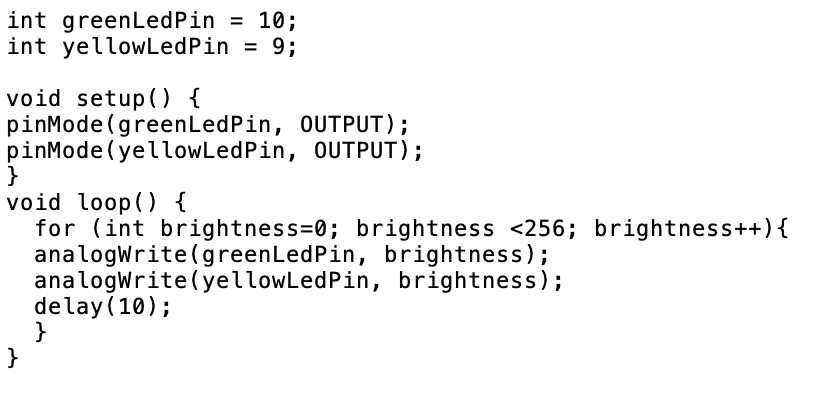 int greenLedPin = 10;
int yellowLedPin = 9;

void setup() {
pinMode(greenLedPin, OUTPUT);
pinMode(yellowLedPin, OUTPUT);
}
void loop() {
  for (int brightness=0; brightness <256; brightness++){
  analogWrite(greenLedPin, brightness);
  analogWrite(yellowLedPin, brightness);
  delay(10);
  }
}